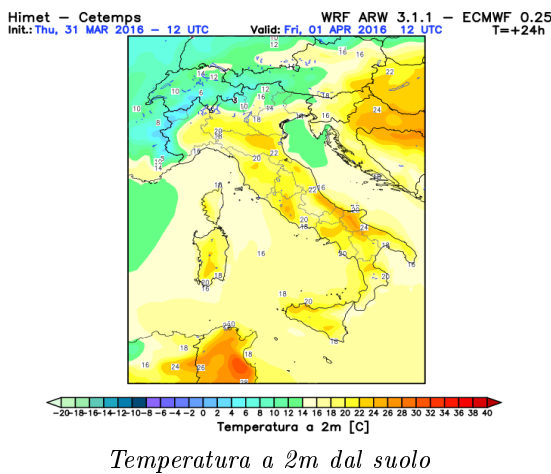 Himet – Cetemps WRF ARW 3.1.1 – ECMWF 0.25
Init.: Thu, 31 MAR 2016 – 12 UTC Valid: Fri, 01 APR 2016 12 UTC T=+24h
-20-18-16-14-12-10-8 -6 -4 -2 0 2 4 6 8 10 12 14 16 18 20 22 24 26 28 30 32 34 36 38 40
Temperatura a 2m [C]
Temperatura a 2m dal suolo